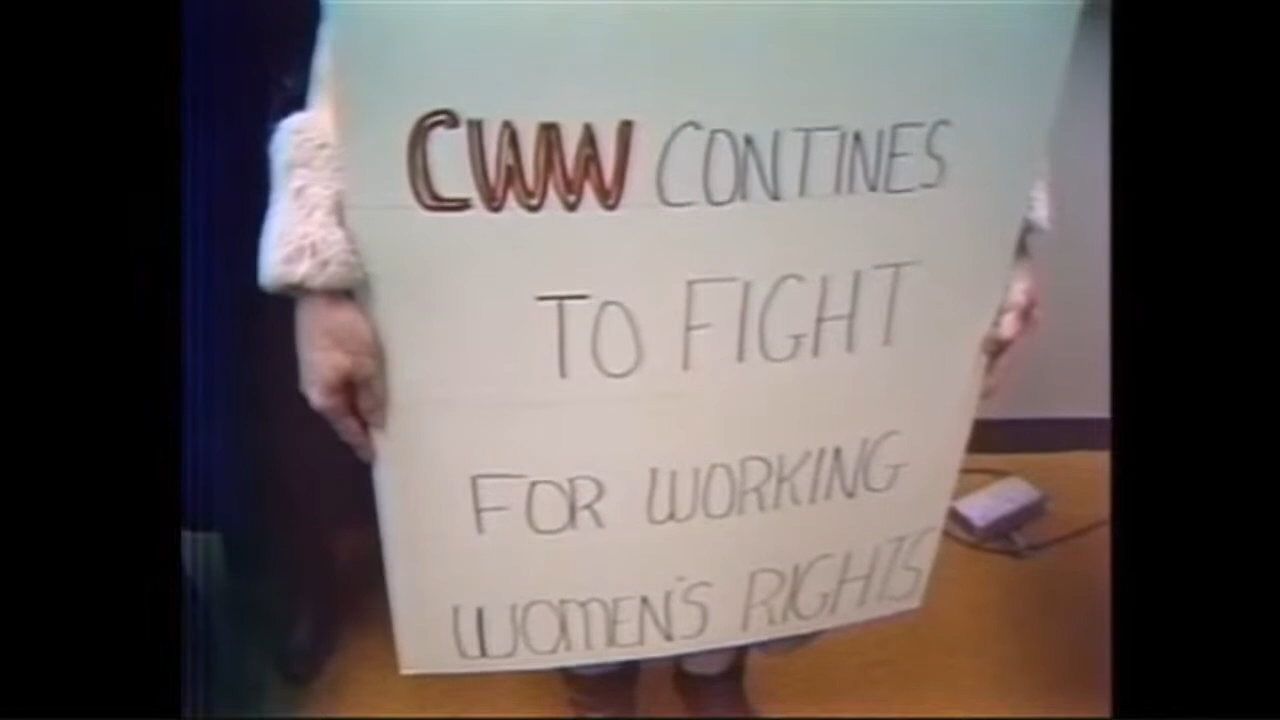 CWW CONTINES
TO FIGHT
FOR WORKING
WOMEN'S RIGHTS